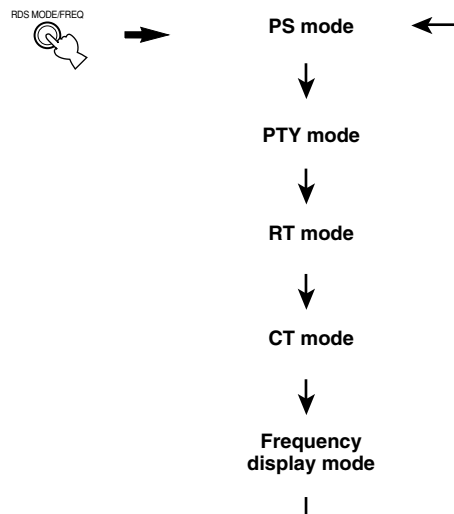 RDS MODE/FREQ
PS mode
PTY mode
RT mode
CT mode
Frequency
display mode